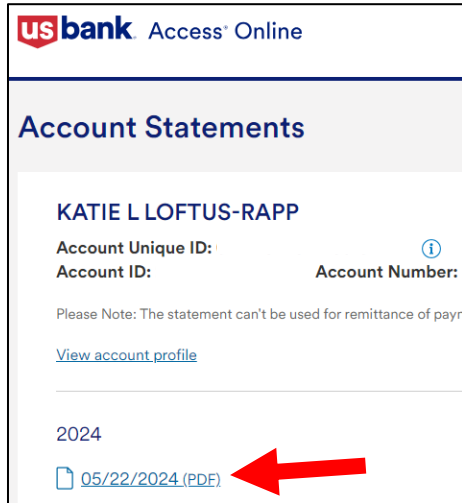 usbank. Access® Online
Account Statements
KATIE L LOFTUS-RAPP
Account Unique ID:
Account ID: Account Number:
Please Note: The statement can't be used for remittance of
View account profile
2024
05/22/2024 (PDF)